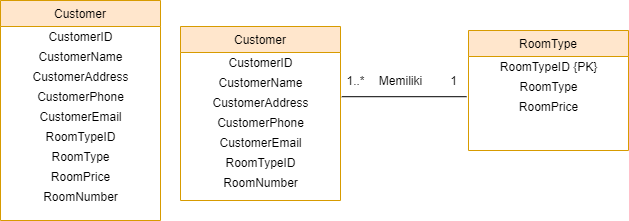 Customer
CustomerID
CustomerName
CustomerAddress
CustomerPhone
CustomerEmail
RoomTypeID
RoomType
RoomPrice
RoomNumber
Customer
CustomerID
CustomerName
CustomerAddress
CustomerPhone
CustomerEmail
RoomTypeID
RoomNumber
1..* Memiliki 1
RoomType
RoomTypeID {PK}
RoomType
RoomPrice